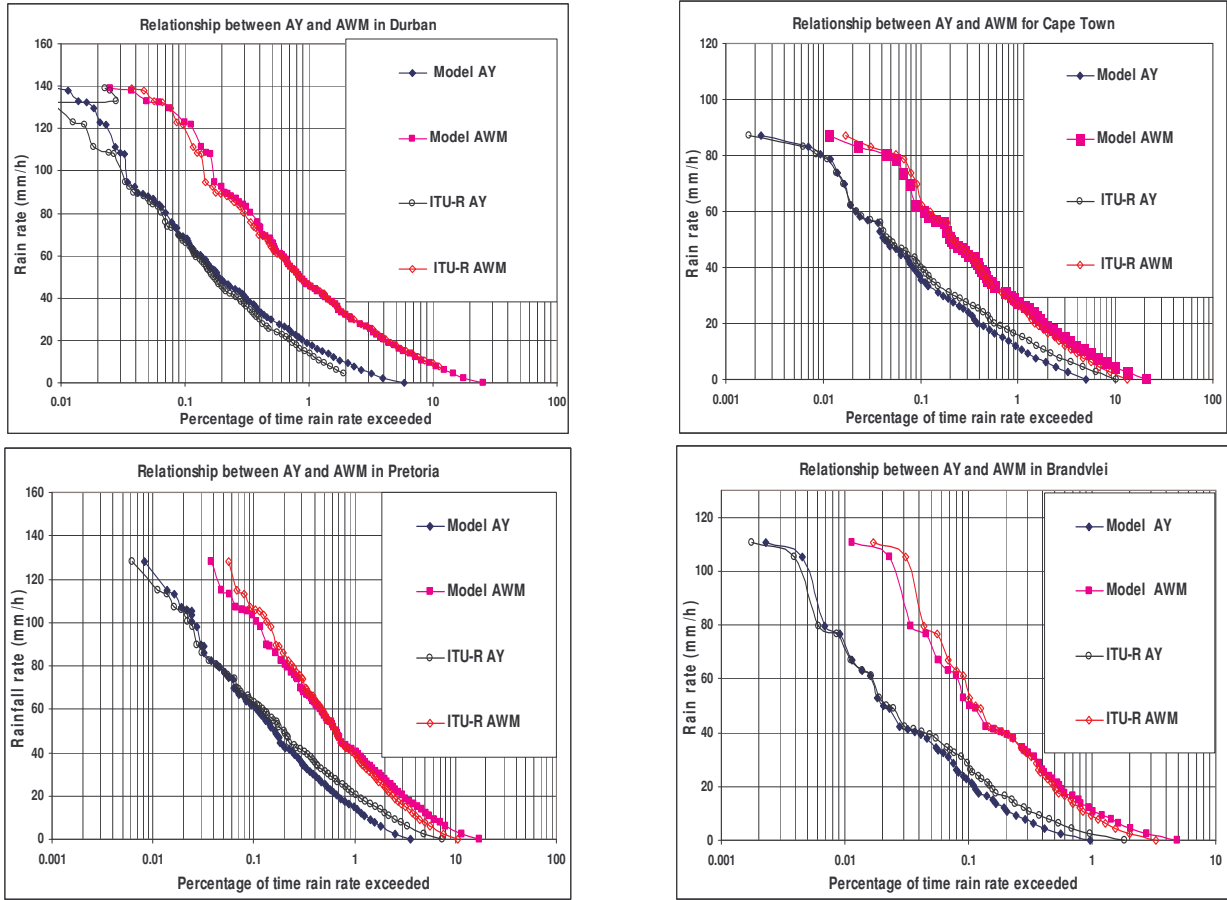 Relationship between AY and AWM in Durban
Rain rate (mm/h)
160
140
120
100
80
60
40
20
0
0.01 0.1 1 10 100
Percentage of time rain rate exceeded
Model AY
Model AWM
ITU-R AY
ITU-R AWM
Relationship between AY and AWM for Cape Town
Rain rate (mm/h)
120
100
80
60
40
20
0
0.001 0.01 0.1 1 10 100
Percentage of time rain rate exceeded
Model AY
Model AWM
ITU-R AY
ITU-R AWM
Relationship between AY and AWM in Pretoria
Rainfall rate (mm/h)
160
140
120
100
80
60
40
20
0
0.001 0.01 0.1 1 10 100
Percentage of time rain rate exceeded
Model AY
Model AWM
ITU-R AY
ITU-R AWM
Relationship between AY and AWM in Brandvlei
Rain rate (mm/h)
120
100
80
60
40
20
0
0.001 0.01 0.1 1 10
Percentage of time rain rate exceeded
Model AY
Model AWM
ITU-R AY
ITU-R AWM